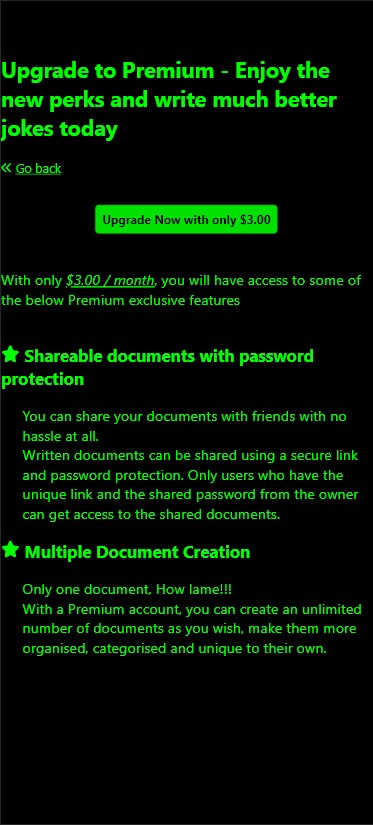 Upgrade to Premium - Enjoy the
new perks and write much better
jokes today
« Go back
Upgrade Now with only $3.00
With only $3.00 / month, you will have access to some of
the below Premium exclusive features
★ Shareable documents with password
protection
You can share your documents with friends with no
hassle at all.
Written documents can be shared using a secure link
and password protection. Only users who have the
unique link and the shared password from the owner
can get access to the shared documents.
★ Multiple Document Creation
Only one document, How lame!!!
With a Premium account, you can create an unlimited
number of documents as you wish, make them more
organised, categorised and unique to their own.